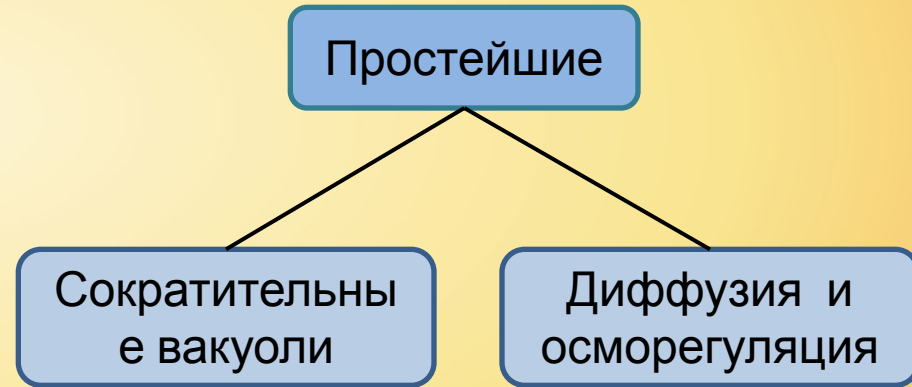 Простейшие
Сократительны
е вакуоли
Диффузия и
осморегуляция